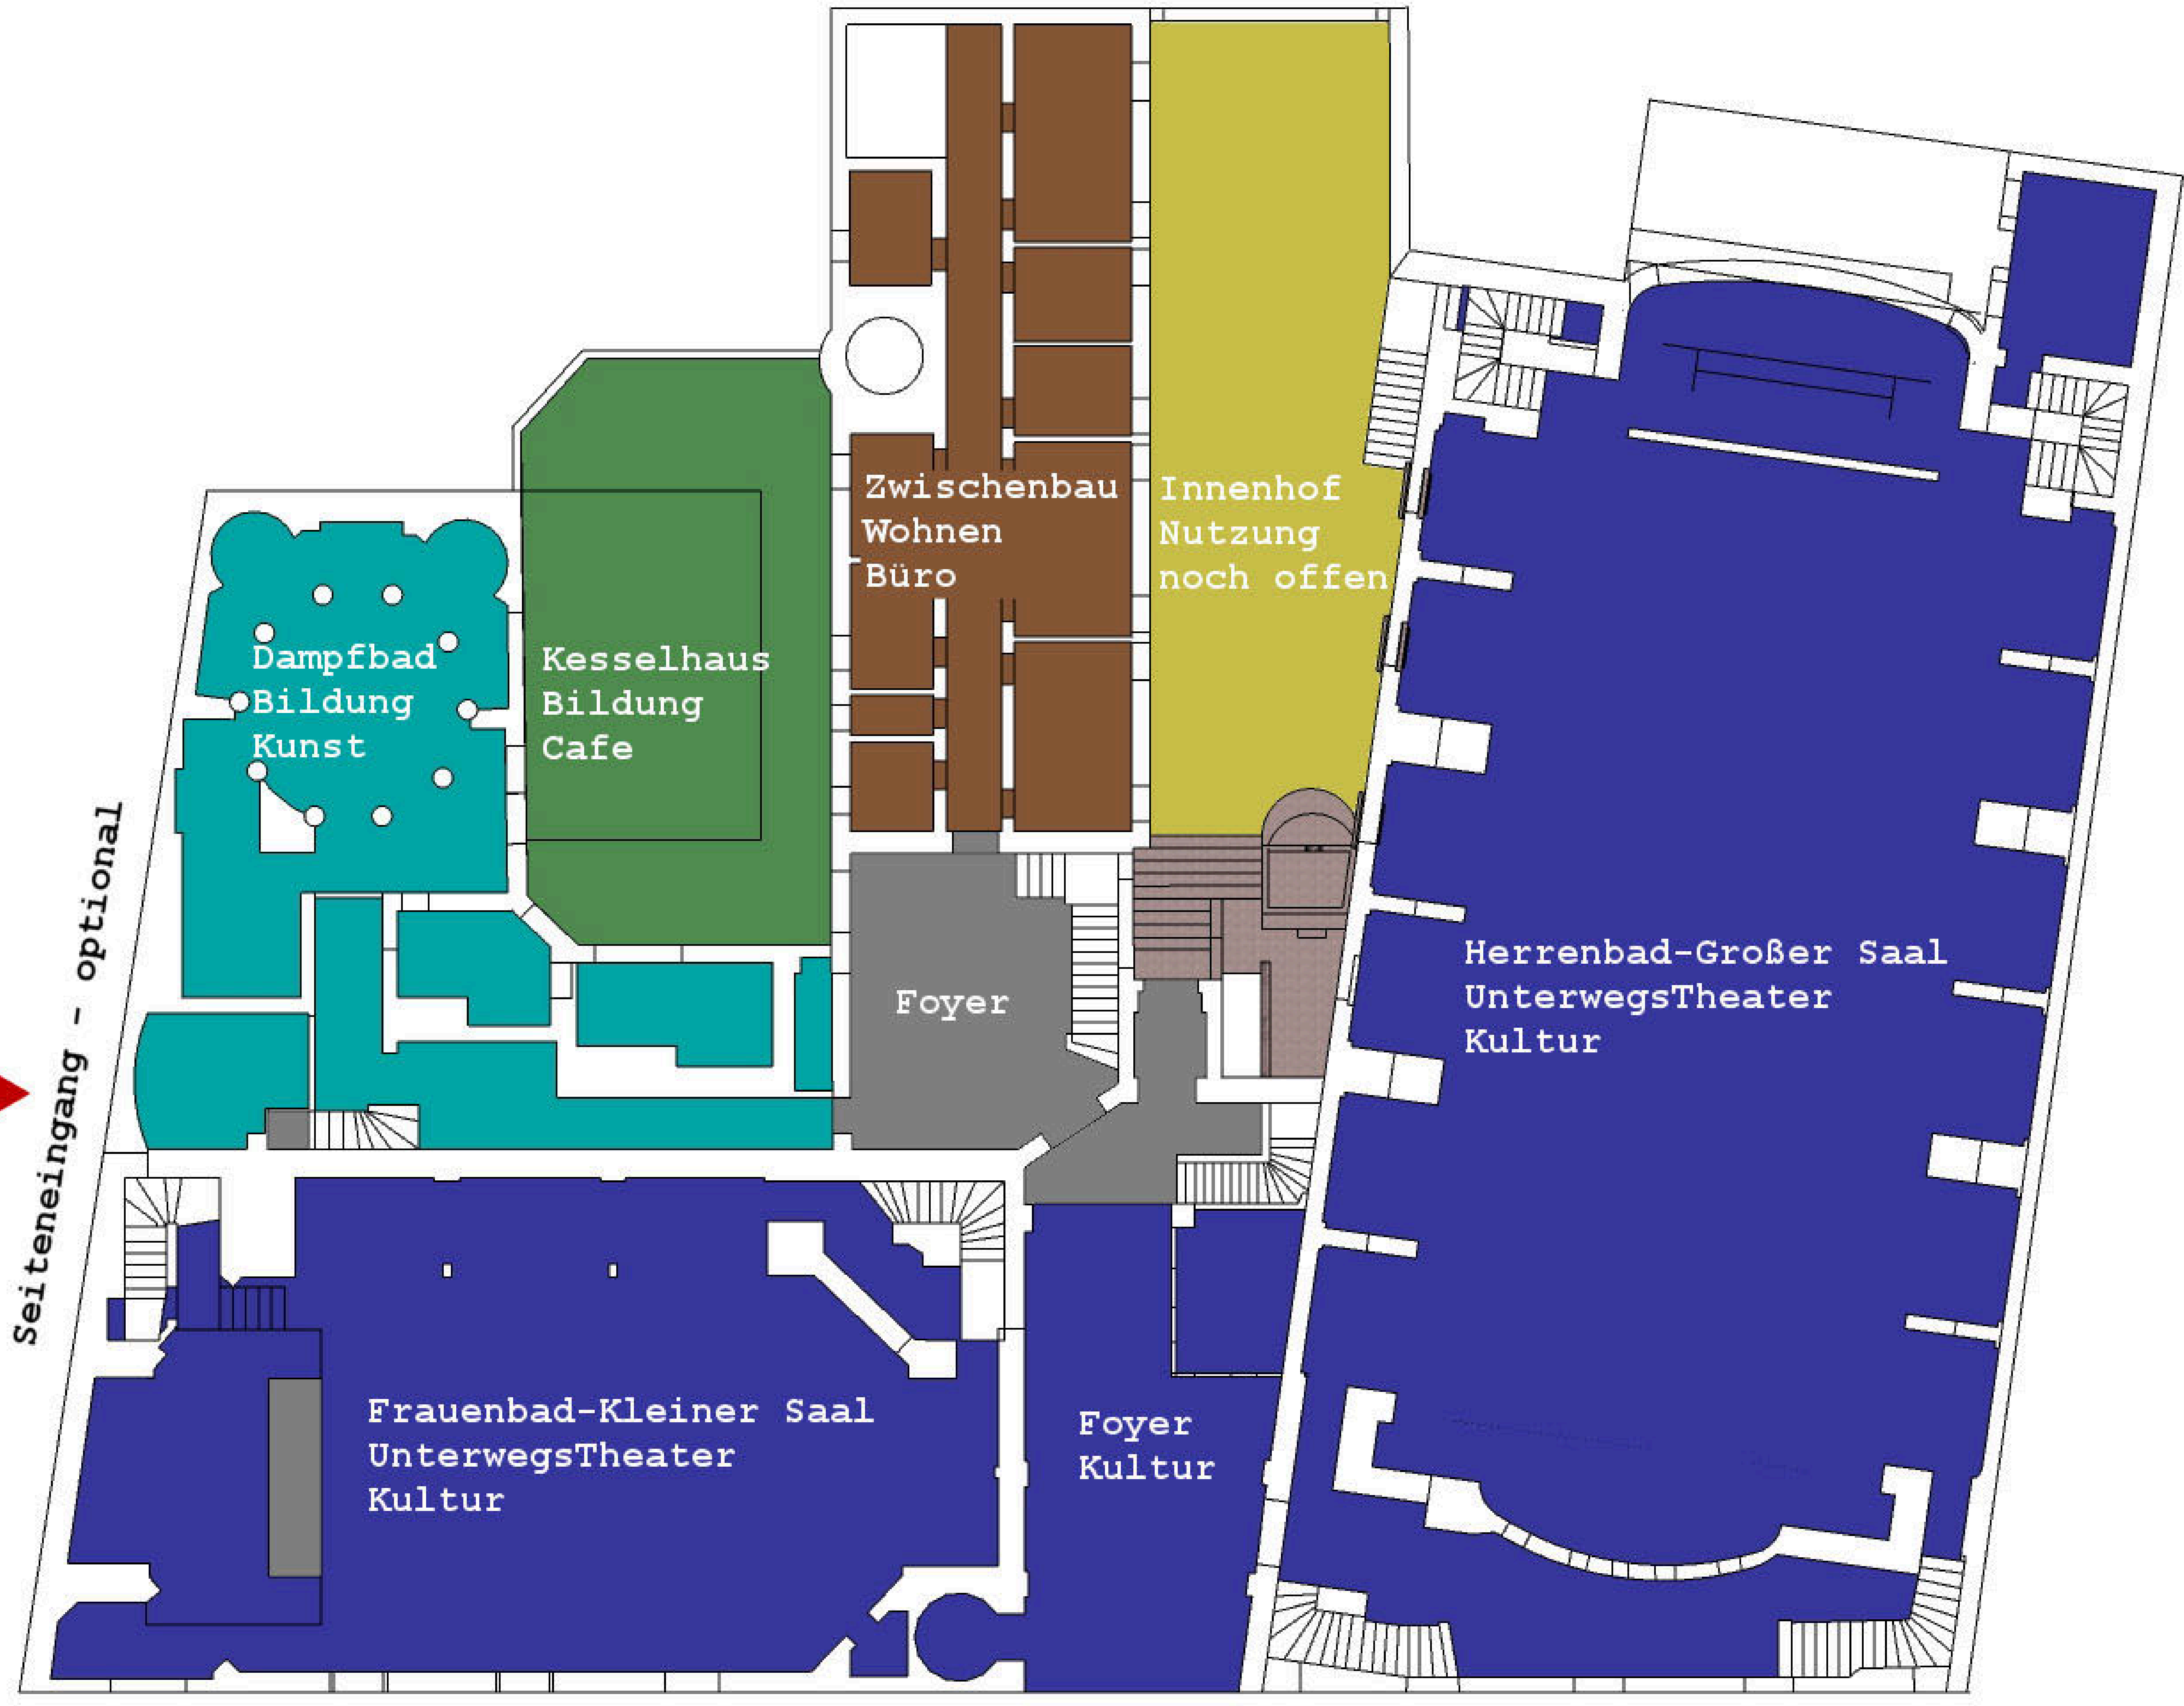 Zwischenbau
Wohnen
Büro
Innenhof
Nutzung
noch offen
Dampfbad
Bildung
Kunst
Kesselhaus
Bildung
Cafe
Seiteneingang - optional
Foyer
Herrenbad-Großer Saal
UnterwegsTheater
Kultur
Frauenbad-Kleiner Saal
UnterwegsTheater
Kultur
Foyer
Kultur